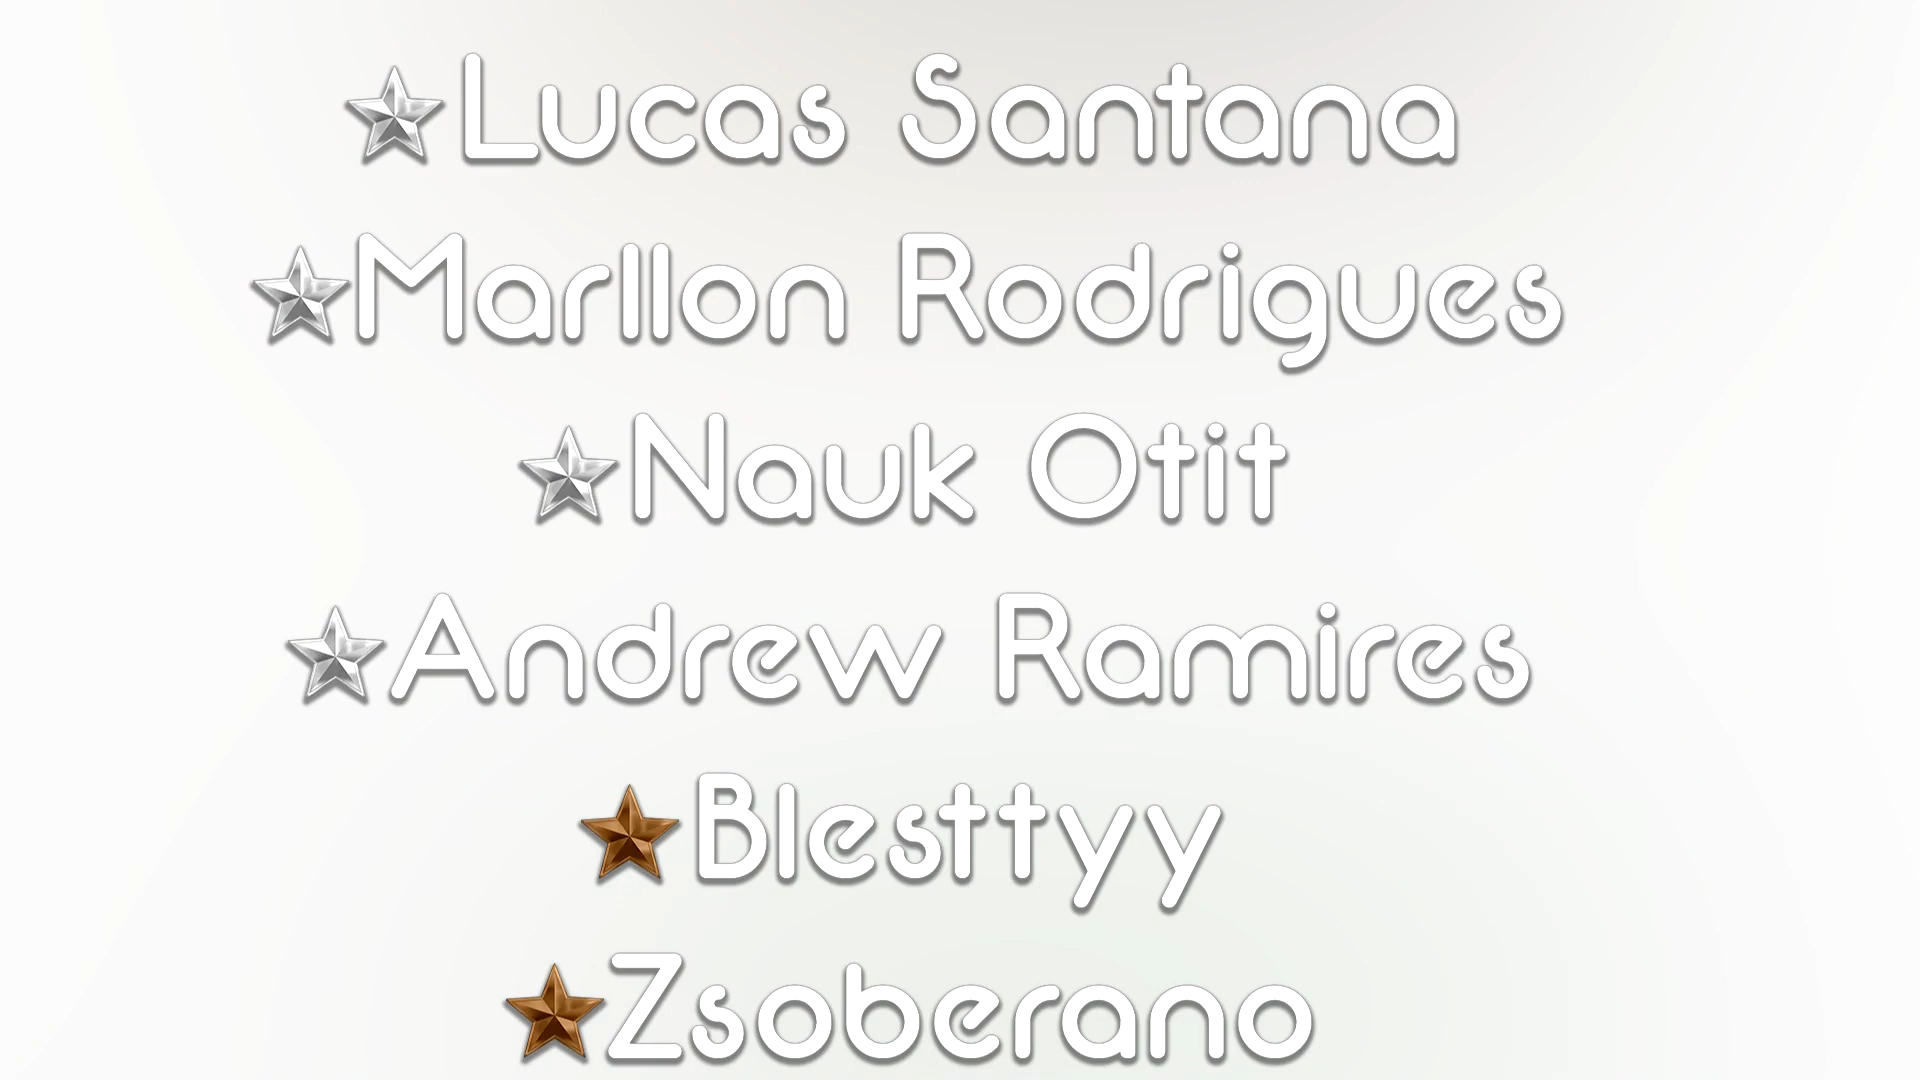 Lucas Santana
Marllon Rodrigues
Nauk Otit
Andrew Ramires
Blesttyy
Zsoberano